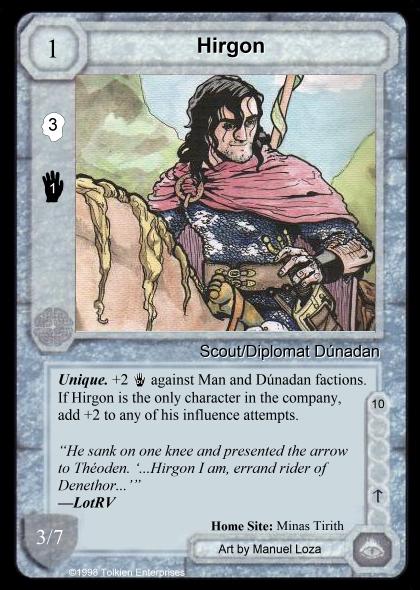 1
Hirgon
3
1
Scout/Diplomat Dúnadan
Unique. +2 against Man and Dúnadan factions.
If Hirgon is the only character in the company,
add +2 to any of his influence attempts.
10
“He sank on one knee and presented the arrow
to Théoden. ‘...Hirgon I am, errand rider of
Denethor...’”
—LotRV
Home Site: Minas Tirith
3/7
Art by Manuel Loza
©1998 Tolkien Enterprises